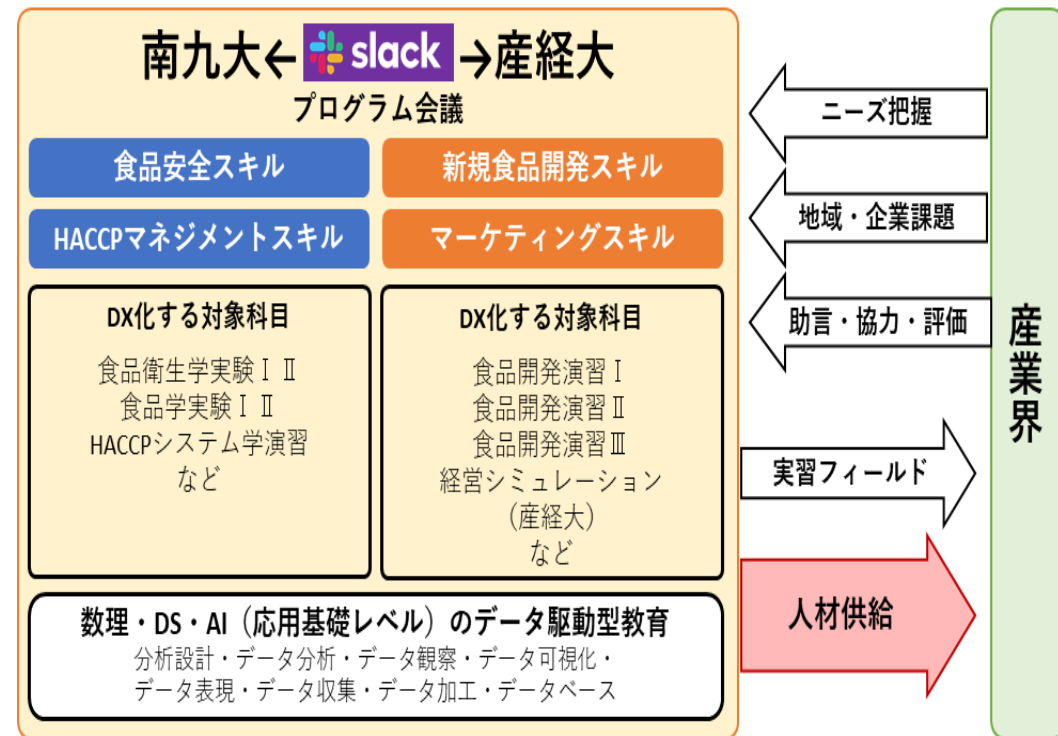 南九大← slack →産経大
プログラム会議
食品安全スキル
新規食品開発スキル
HACCPマネジメントスキル
マーケティングスキル
DX化する対象科目
食品衛生学実験Ⅰ Ⅱ
食品学実験Ⅰ Ⅱ
HACCPシステム学演習
など
DX化する対象科目
食品開発演習Ⅰ
食品開発演習Ⅱ
食品開発演習Ⅲ
経営シミュレーション
（産経大）
など
数理・DS・AI（応用基礎レベル）のデータ駆動型教育
分析設計・データ分析・データ観察・データ可視化・
データ表現・データ収集・データ加工・データベース
ニーズ把握
地域・企業課題
助言・協力・評価
実習フィールド
人材供給
産業界